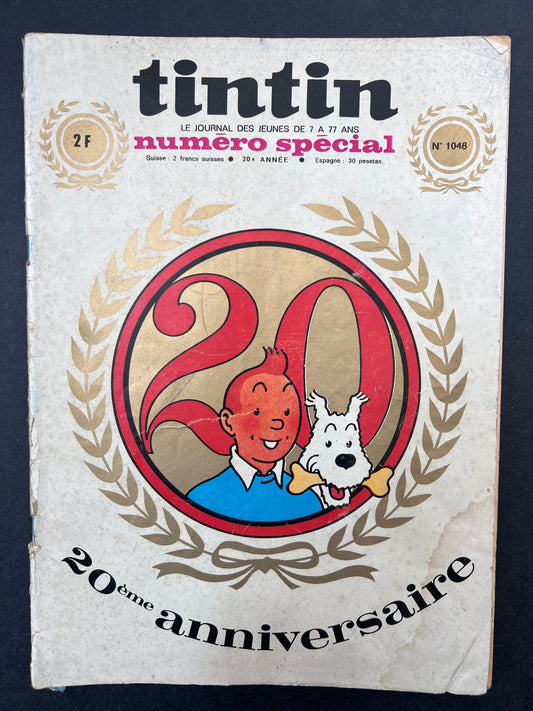 tintin
LE JOURNAL DES JEUNES DE 7 À 77 ANS
numéro spécial
2 F
N° 1048
Suisse : 2 francs suisses ● 20e ANNÉE ● Espagne : 30 pesetas
20
20ème anniversaire